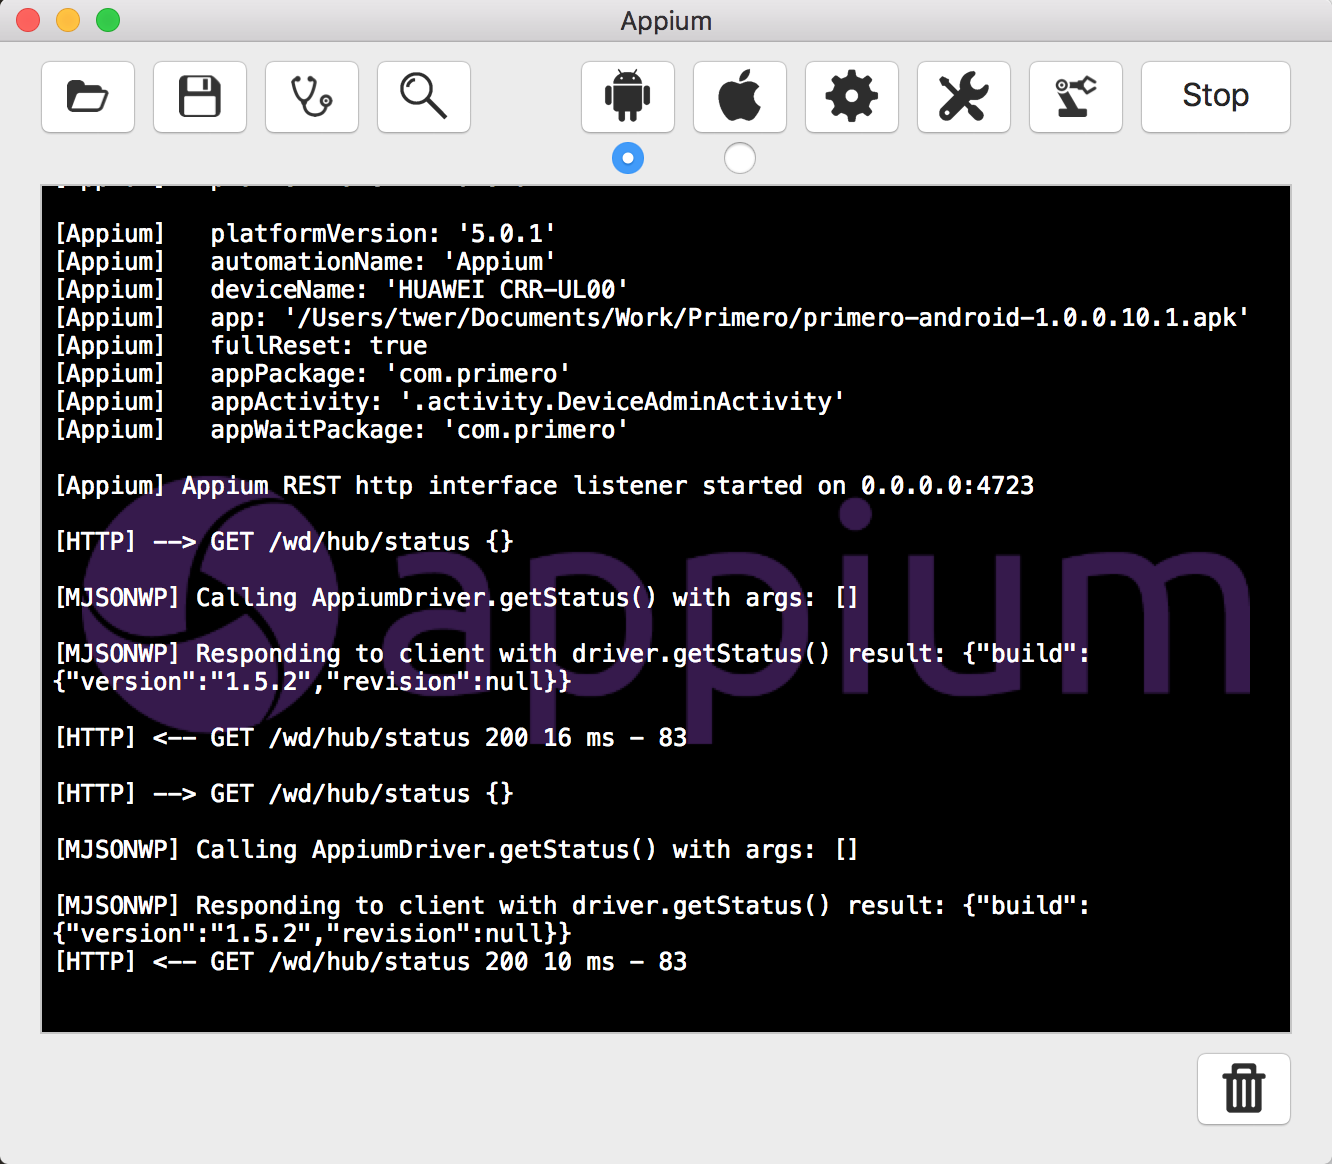 Appium
Stop
[Appium]   platformVersion: '5.0.1'
[Appium]   automationName: 'Appium'
[Appium]   deviceName: 'HUAWEI CRR-UL00'
[Appium]   app: '/Users/twer/Documents/Work/Primero/primero-android-1.0.0.10.1.apk'
[Appium]   fullReset: true
[Appium]   appPackage: 'com.primero'
[Appium]   appActivity: '.activity.DeviceAdminActivity'
[Appium]   appWaitPackage: 'com.primero'
[Appium] Appium REST http interface listener started on 0.0.0.0:4723
[HTTP] --> GET /wd/hub/status {}
[MJSONWP] Calling AppiumDriver.getStatus() with args: []
[MJSONWP] Responding to client with driver.getStatus() result: {"build":
{"version":"1.5.2","revision":null}}
[HTTP] <-- GET /wd/hub/status 200 16 ms - 83
[HTTP] --> GET /wd/hub/status {}
[MJSONWP] Calling AppiumDriver.getStatus() with args: []
[MJSONWP] Responding to client with driver.getStatus() result: {"build":
{"version":"1.5.2","revision":null}}
[HTTP] <-- GET /wd/hub/status 200 10 ms - 83
appium